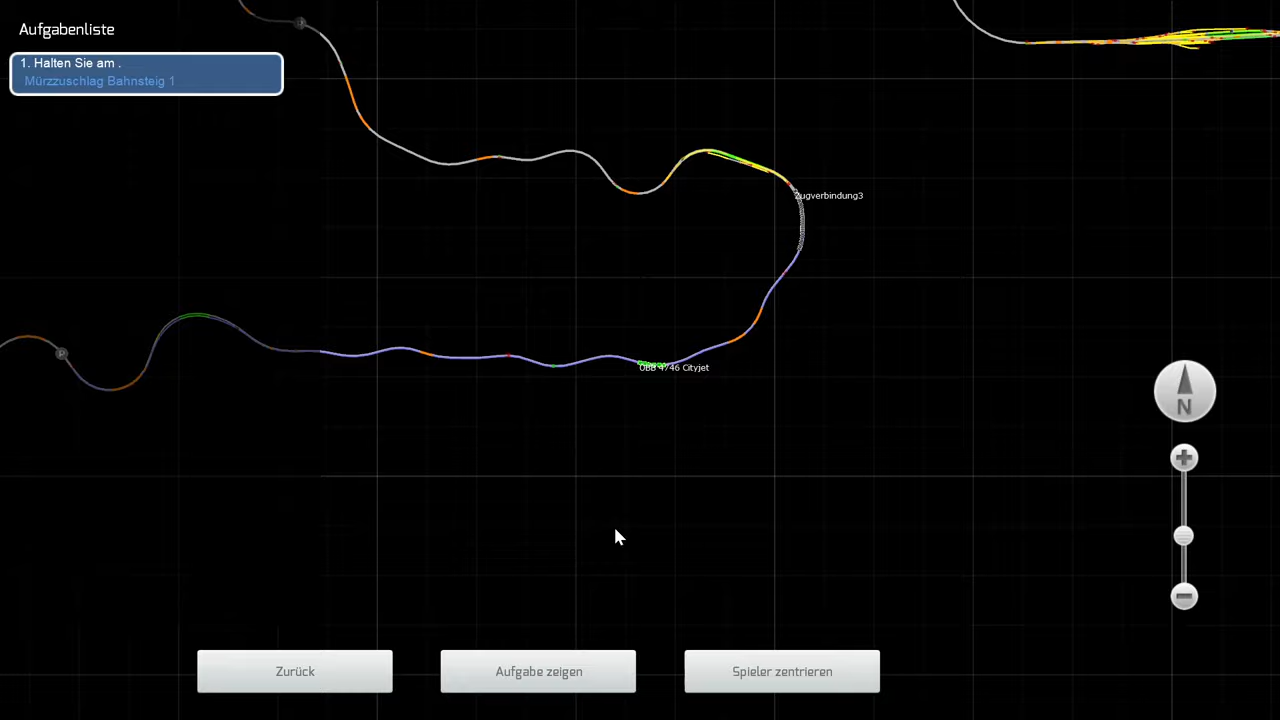 Aufgabenliste
1. Halten Sie am .
Mürzzuschlag Bahnsteig 1
Zugverbindung3
ÖBB 4746 Cityjet
N
Zurück
Aufgabe zeigen
Spieler zentrieren